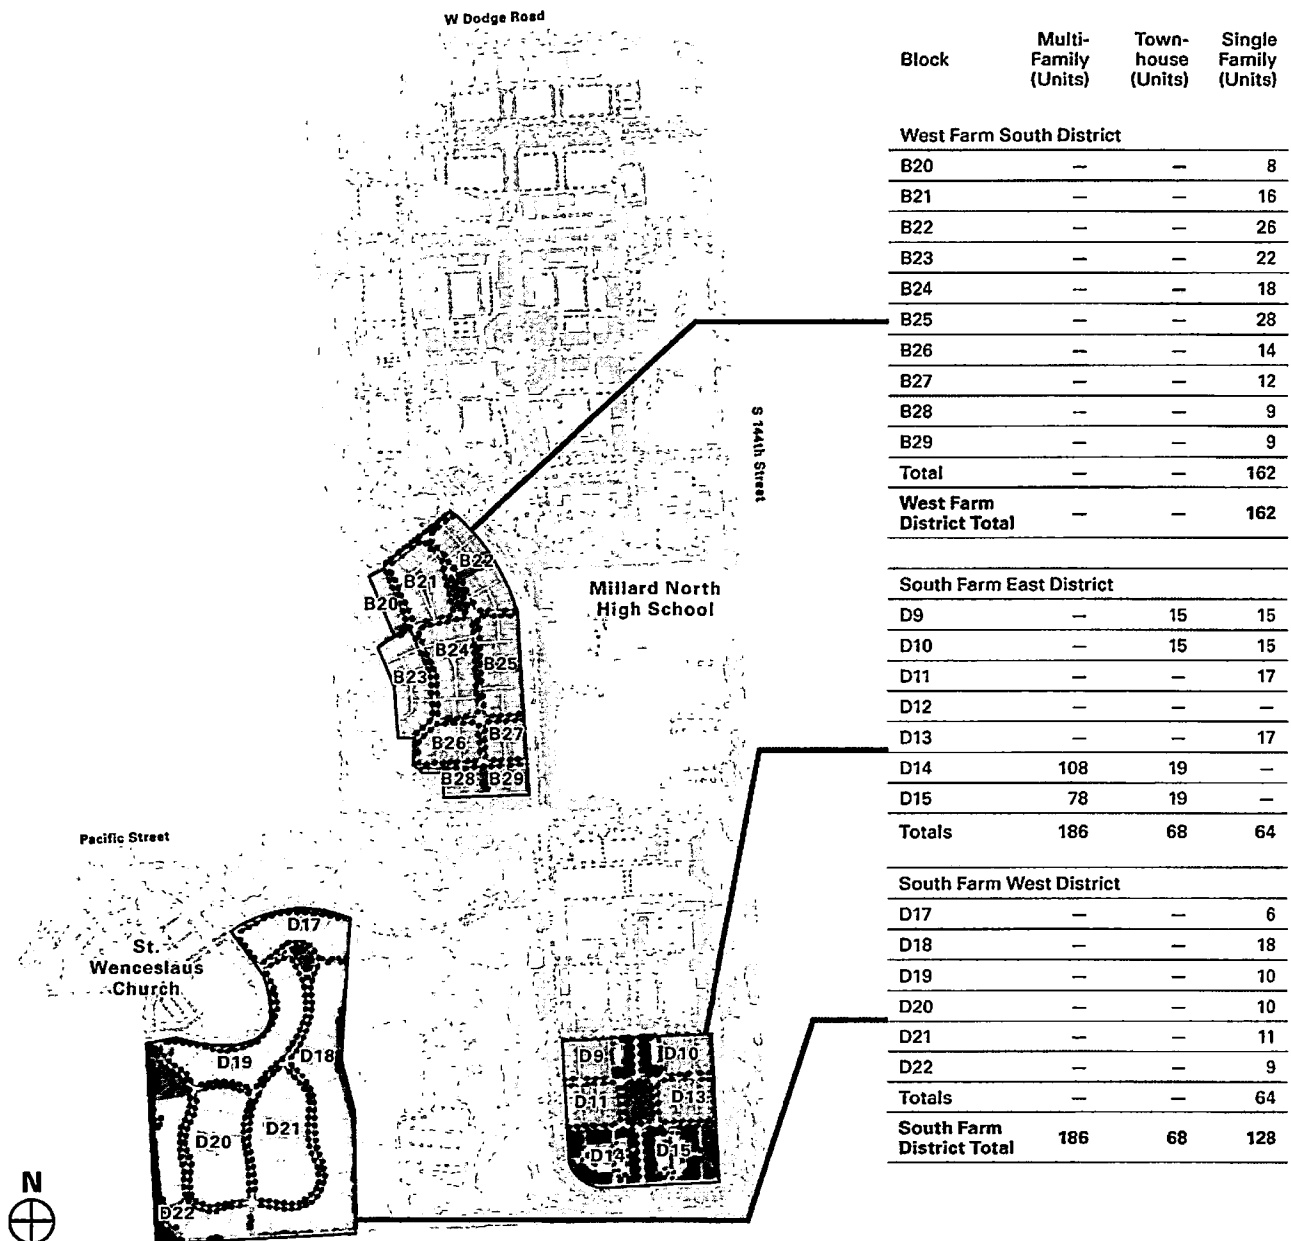 W Dodge Road
S 144th Street
Millard North
High School
B22
B21
B20
B24
B25
B23
B26
B27
B28
B29
Pacific Street
St.
Wenceslaus
Church
D17
D18
D19
D20
D21
D22
D9
D10
D11
D13
D14
D15
N
Block Multi-Family (Units) Town-house (Units) Single Family (Units)
West Farm South District
B20 — — 8
B21 — — 16
B22 — — 26
B23 — — 22
B24 — — 18
B25 — — 28
B26 — — 14
B27 — — 12
B28 — — 9
B29 — — 9
Total — — 162
West Farm
District Total — — 162
South Farm East District
D9 — 15 15
D10 — 15 15
D11 — — 17
D12 — — —
D13 — — 17
D14 108 19 —
D15 78 19 —
Totals 186 68 64
South Farm West District
D17 — — 6
D18 — — 18
D19 — — 10
D20 — — 10
D21 — — 11
D22 — — 9
Totals — — 64
South Farm
District Total 186 68 128